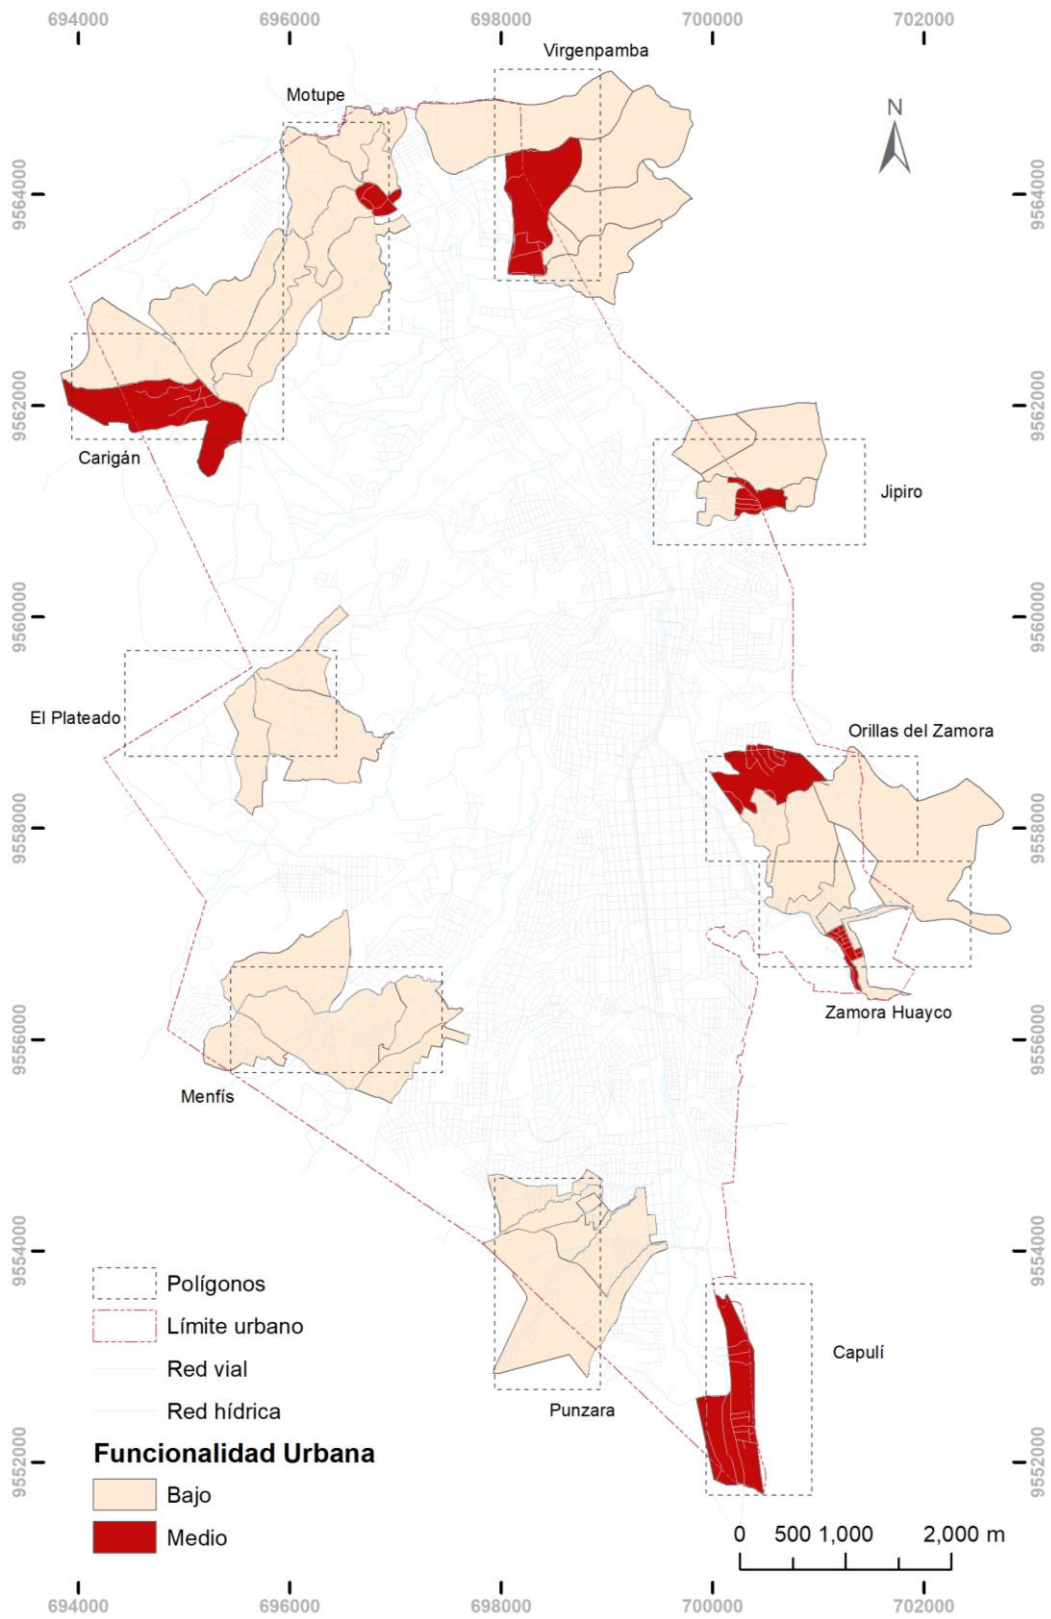 694000 696000 698000 700000 702000
Virgenpamba
Motupe
N
9564000 9564000
9562000 9562000
Carigán
Jipiro
9560000 9560000
El Plateado
Orillas del Zamora
9558000 9558000
Zamora Huayco
9556000 9556000
Menfís
9554000 9554000
Polígonos
Límite urbano
Capulí
Red vial
Red hídrica
Punzara
Funcionalidad Urbana
9552000 9552000
Bajo
Medio
0 500 1,000 2,000 m
694000 696000 698000 700000 702000